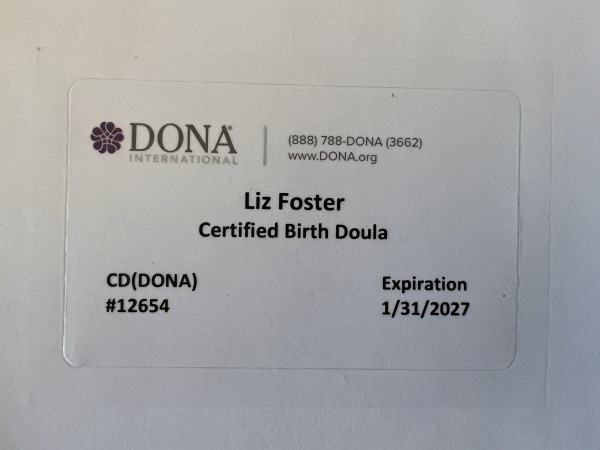 DONA®
INTERNATIONAL
(888) 788-DONA (3662)
www.DONA.org
Liz Foster
Certified Birth Doula
CD(DONA)
#12654
Expiration
1/31/2027